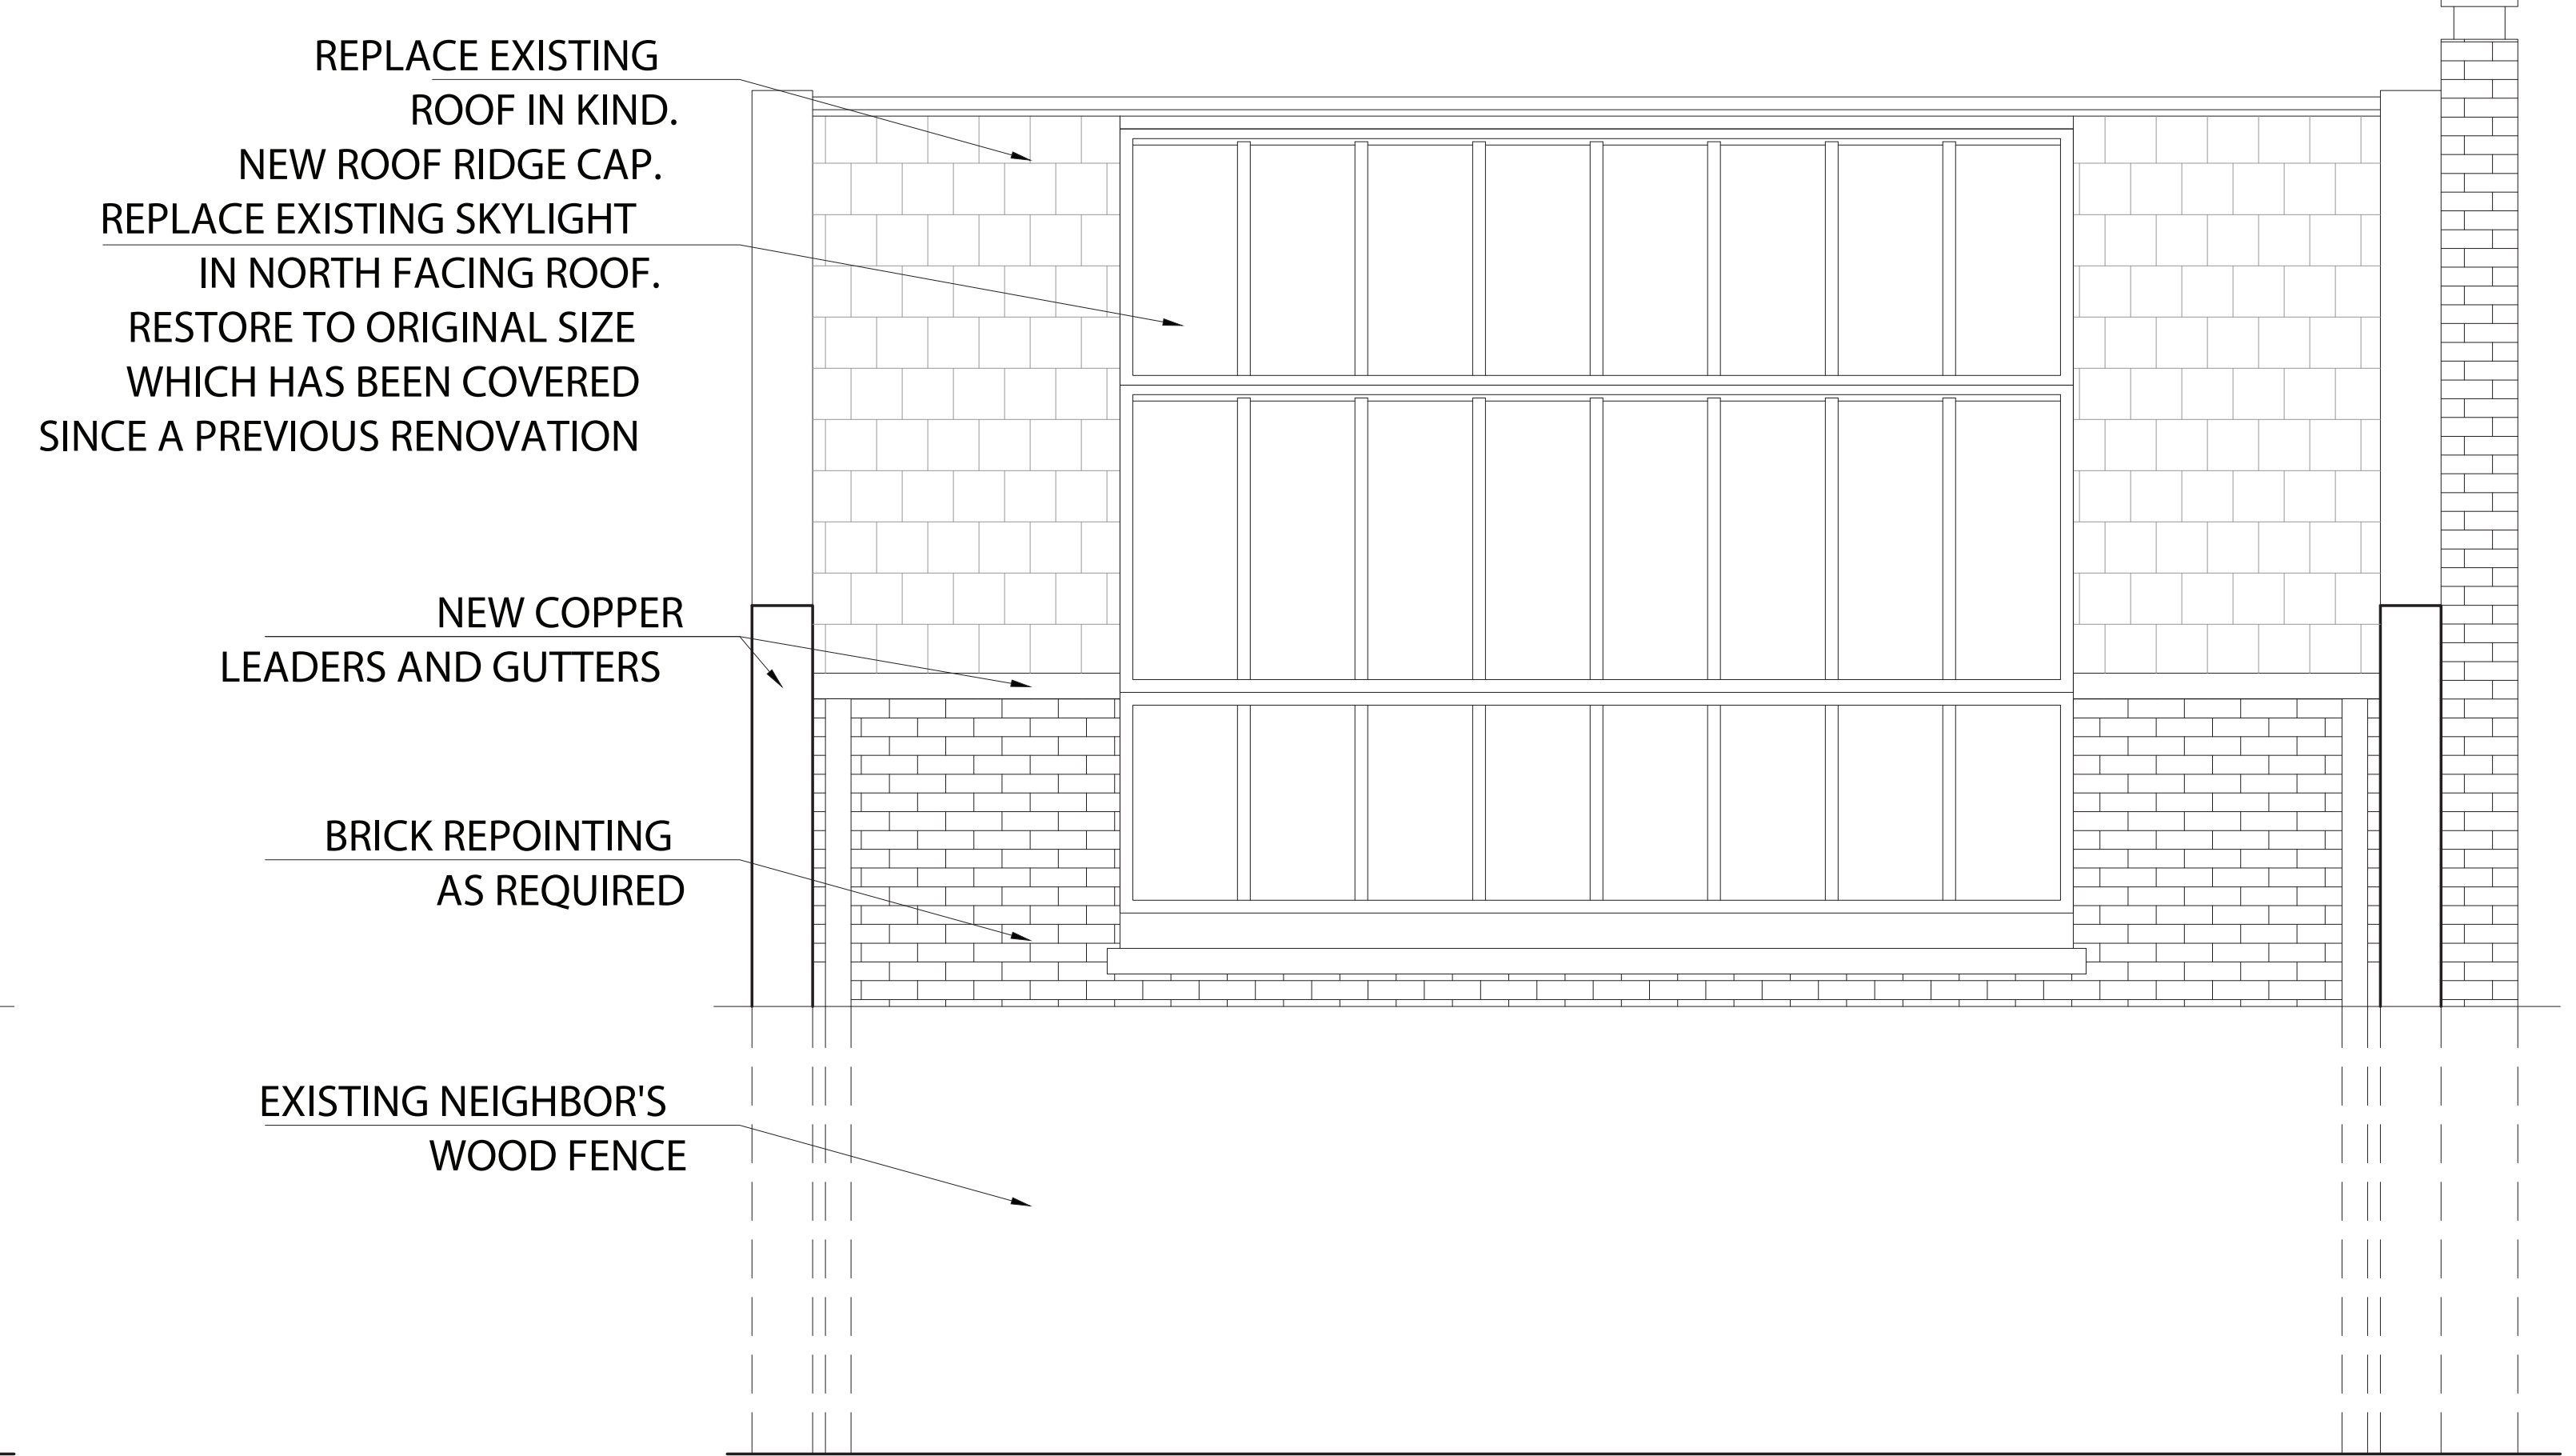 REPLACE EXISTING
ROOF IN KIND.
NEW ROOF RIDGE CAP.
REPLACE EXISTING SKYLIGHT
IN NORTH FACING ROOF.
RESTORE TO ORIGINAL SIZE
WHICH HAS BEEN COVERED
SINCE A PREVIOUS RENOVATION
NEW COPPER
LEADERS AND GUTTERS
BRICK REPOINTING
AS REQUIRED
EXISTING NEIGHBOR'S
WOOD FENCE